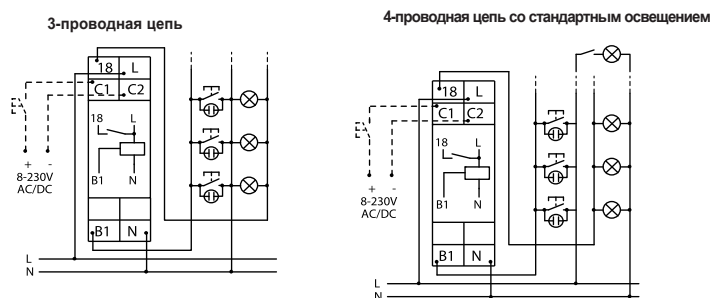 3-проводная цепь
18 L
C1 C2
18 L
B1 N
+ -
8-230V
AC/DC
B1 N
L
N
4-проводная цепь со стандартным освещением
18 L
C1 C2
18 L
B1 N
+ -
8-230V
AC/DC
B1 N
L
N